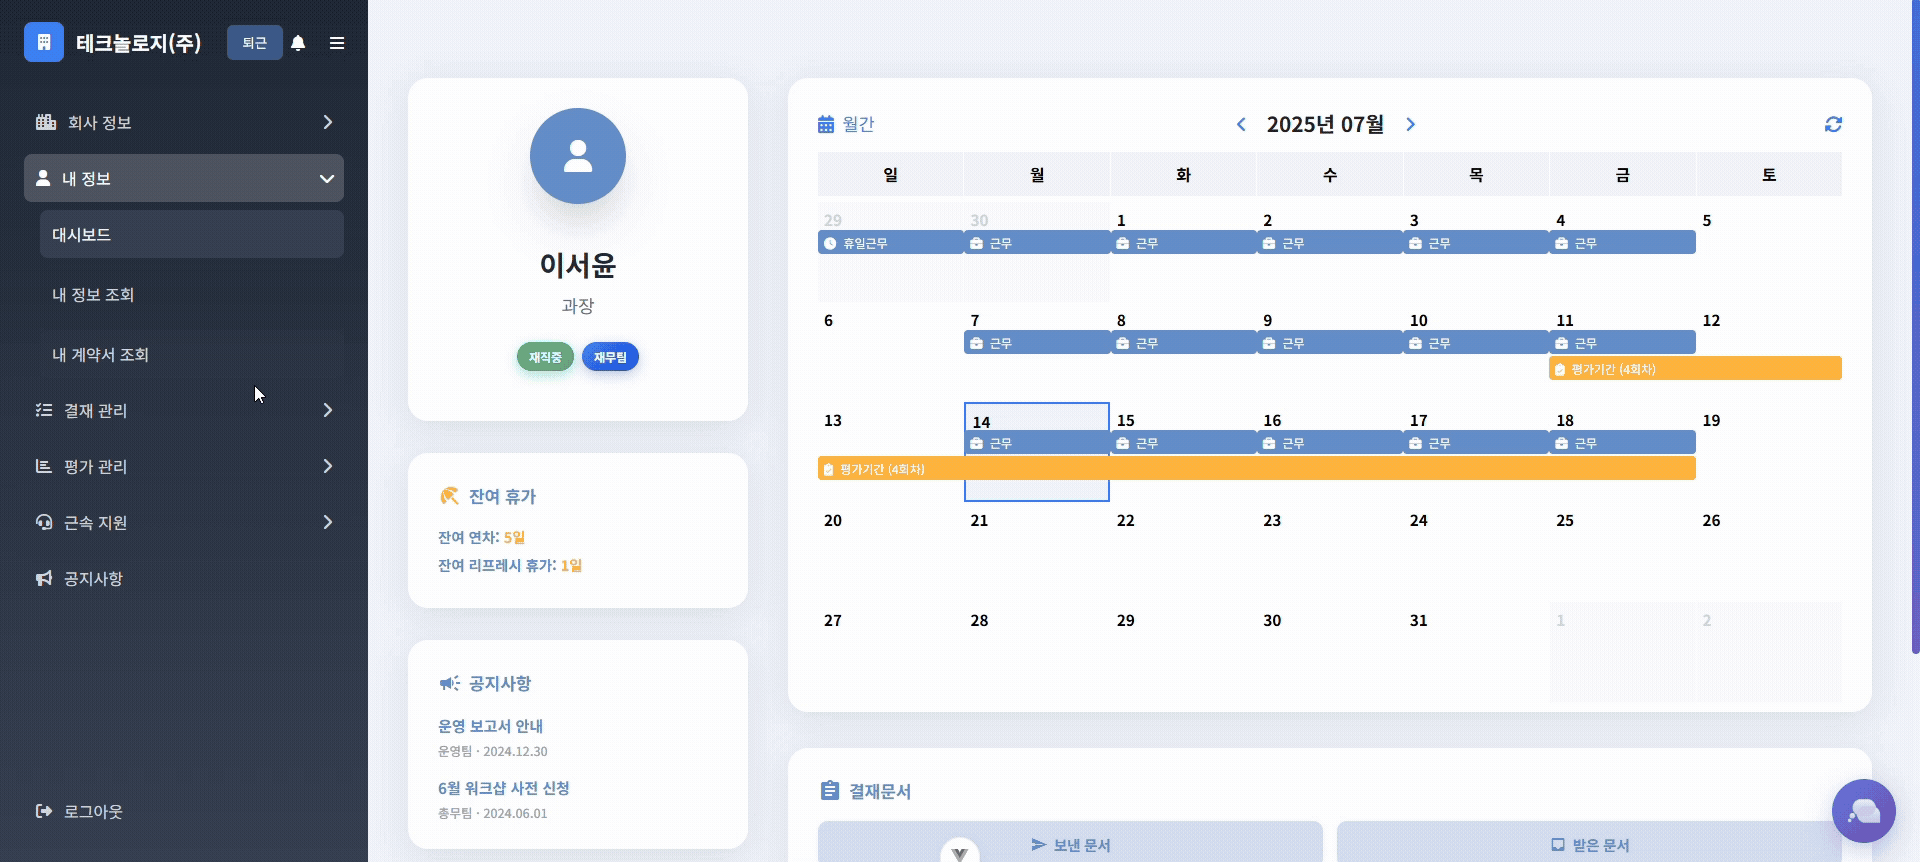 테크놀로지(주)
퇴근
회사 정보
내 정보
대시보드
내 정보 조회
내 계약서 조회
결재 관리
평가 관리
근속 지원
공지사항
로그아웃
이서윤
과장
재직중 재무팀
잔여 휴가
잔여 연차: 5일
잔여 리프레시 휴가: 1일
공지사항
운영 보고서 안내
운영팀 · 2024.12.30
6월 워크샵 사전 신청
총무팀 · 2024.06.01
월간 2025년 07월
일 월 화 수 목 금 토
29 30 1 2 3 4 5
휴일근무 근무 근무 근무 근무 근무
6 7 8 9 10 11 12
근무 근무 근무 근무 근무
평가기간 (4회차)
13 14 15 16 17 18 19
근무 근무 근무 근무 근무
평가기간 (4회차)
20 21 22 23 24 25 26
27 28 29 30 31 1 2
결재문서
보낸 문서 받은 문서